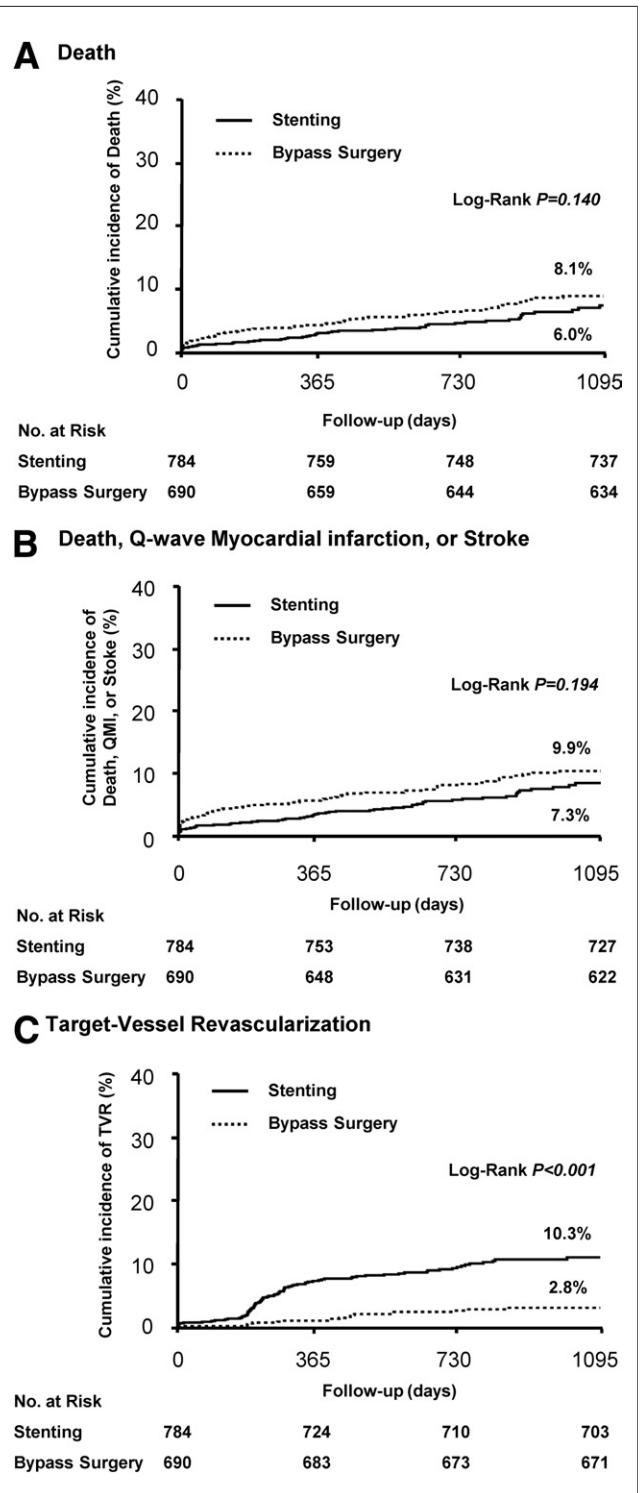 A Death
Cumulative incidence of Death (%)
40
30
20
10
0
Stenting
Bypass Surgery
Log-Rank P=0.140
8.1%
6.0%
0 365 730 1095
Follow-up (days)
No. at Risk
Stenting 784 759 748 737
Bypass Surgery 690 659 644 634
B Death, Q-wave Myocardial infarction, or Stroke
Cumulative incidence of
Death, QMI, or Stoke (%)
40
30
20
10
0
Stenting
Bypass Surgery
Log-Rank P=0.194
9.9%
7.3%
0 365 730 1095
Follow-up (days)
No. at Risk
Stenting 784 753 738 727
Bypass Surgery 690 648 631 622
C Target-Vessel Revascularization
Cumulative incidence of TVR (%)
40
30
20
10
0
Stenting
Bypass Surgery
Log-Rank P<0.001
10.3%
2.8%
0 365 730 1095
Follow-up (days)
No. at Risk
Stenting 784 724 710 703
Bypass Surgery 690 683 673 671